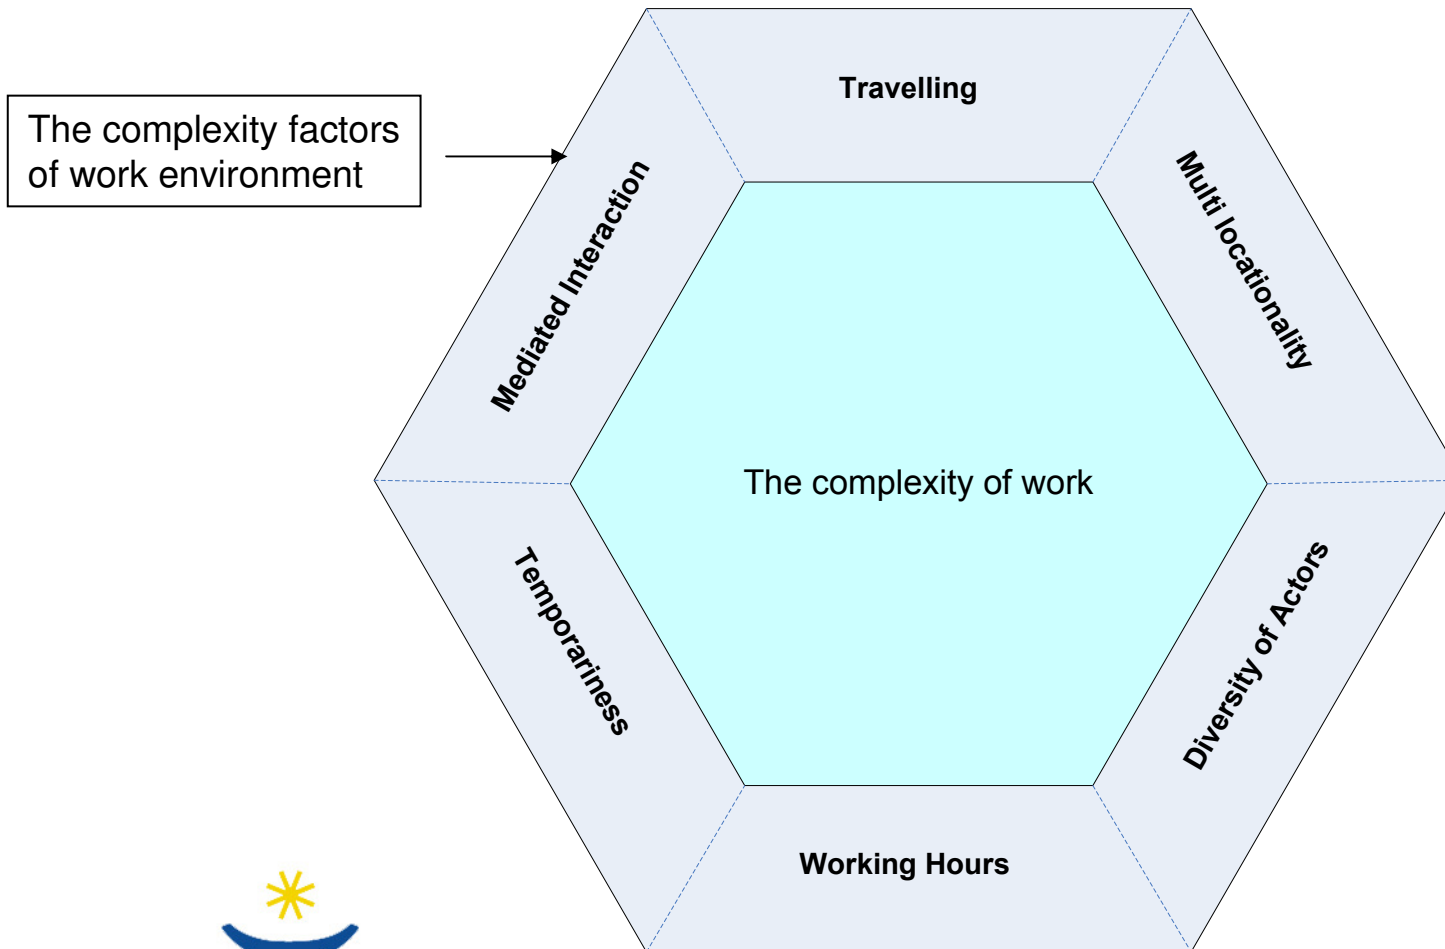 Travelling
The complexity factors
of work environment
Mediated Interaction
Multi locationality
The complexity of work
Temporariness
Diversity of Actors
Working Hours